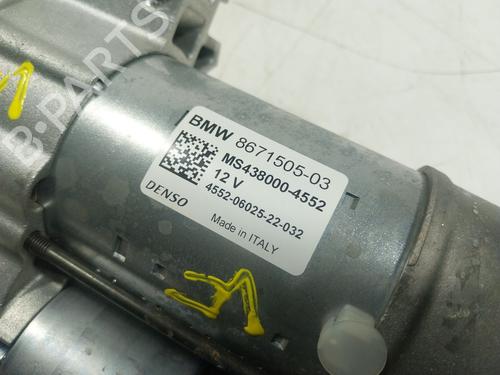 BMW 8671505-03
MS438000-4552
12 V
4552-06025-22-032
DENSO
Made in ITALY
B-PARTS